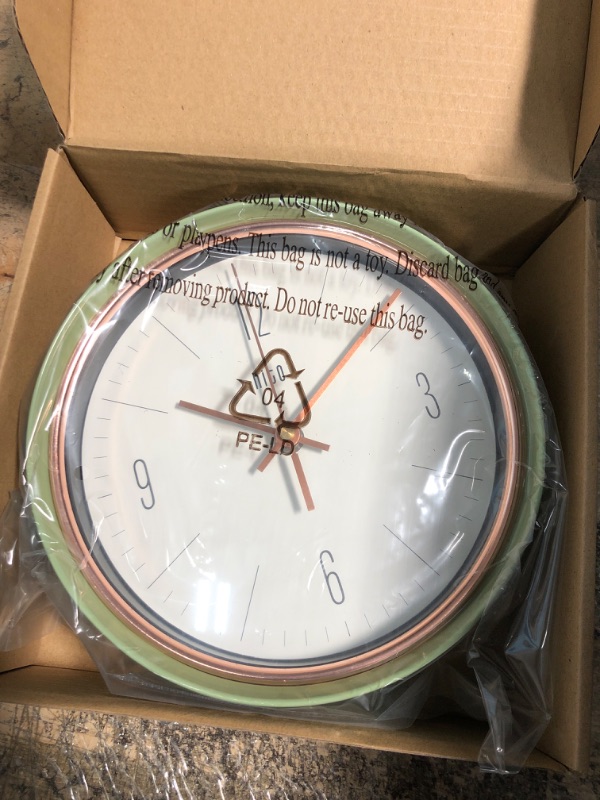 keep this bag away
or playpens. This bag is not a toy. Discard bag
after removing product. Do not re-use this bag.
12
3
04
PE-LD
9
6